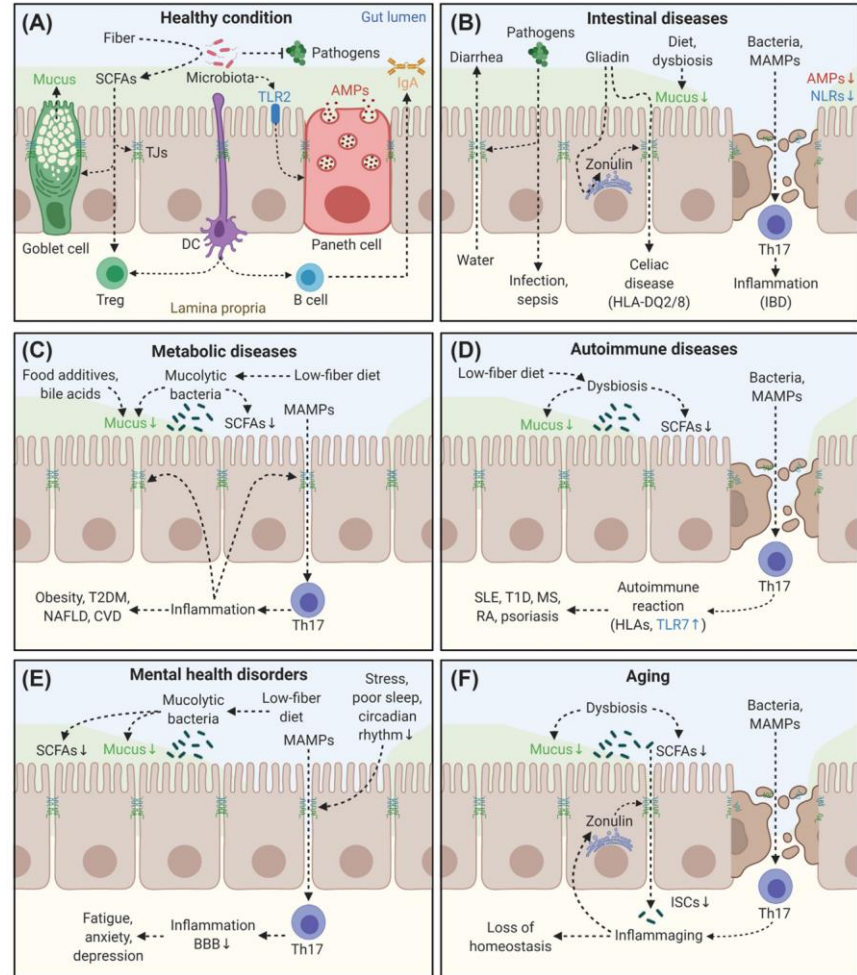 (A)
Healthy condition
Gut lumen
Fiber
Pathogens
SCFAs
Microbiota
IgA
Mucus
TLR2
AMPs
TJs
Goblet cell
DC
Paneth cell
Treg
B cell
Lamina propria
(B)
Intestinal diseases
Pathogens
Diarrhea
Gliadin
Diet,
dysbiosis
Bacteria,
MAMPs
AMPs↓
NLRs↓
Mucus↓
Zonulin
Th17
Water
Infection,
sepsis
Celiac
disease
(HLA-DQ2/8)
Inflammation
(IBD)
(C)
Metabolic diseases
Food additives,
bile acids
Mucolytic
bacteria
Low-fiber diet
Mucus↓
SCFAs↓
MAMPs
Obesity, T2DM,
NAFLD, CVD
Inflammation
Th17
(D)
Autoimmune diseases
Low-fiber diet
Dysbiosis
Bacteria,
MAMPs
Mucus↓
SCFAs↓
Th17
SLE, T1D, MS,
RA, psoriasis
Autoimmune
reaction
(HLAs, TLR7↑)
(E)
Mental health disorders
Mucolytic
bacteria
Low-fiber
diet
Stress,
poor sleep,
circadian
rhythm↓
SCFAs↓
Mucus↓
MAMPs
Fatigue,
anxiety,
depression
Inflammation
BBB↓
Th17
(F)
Aging
Dysbiosis
Bacteria,
MAMPs
Mucus↓
SCFAs↓
Zonulin
ISCs↓
Th17
Loss of
homeostasis
Inflammaging